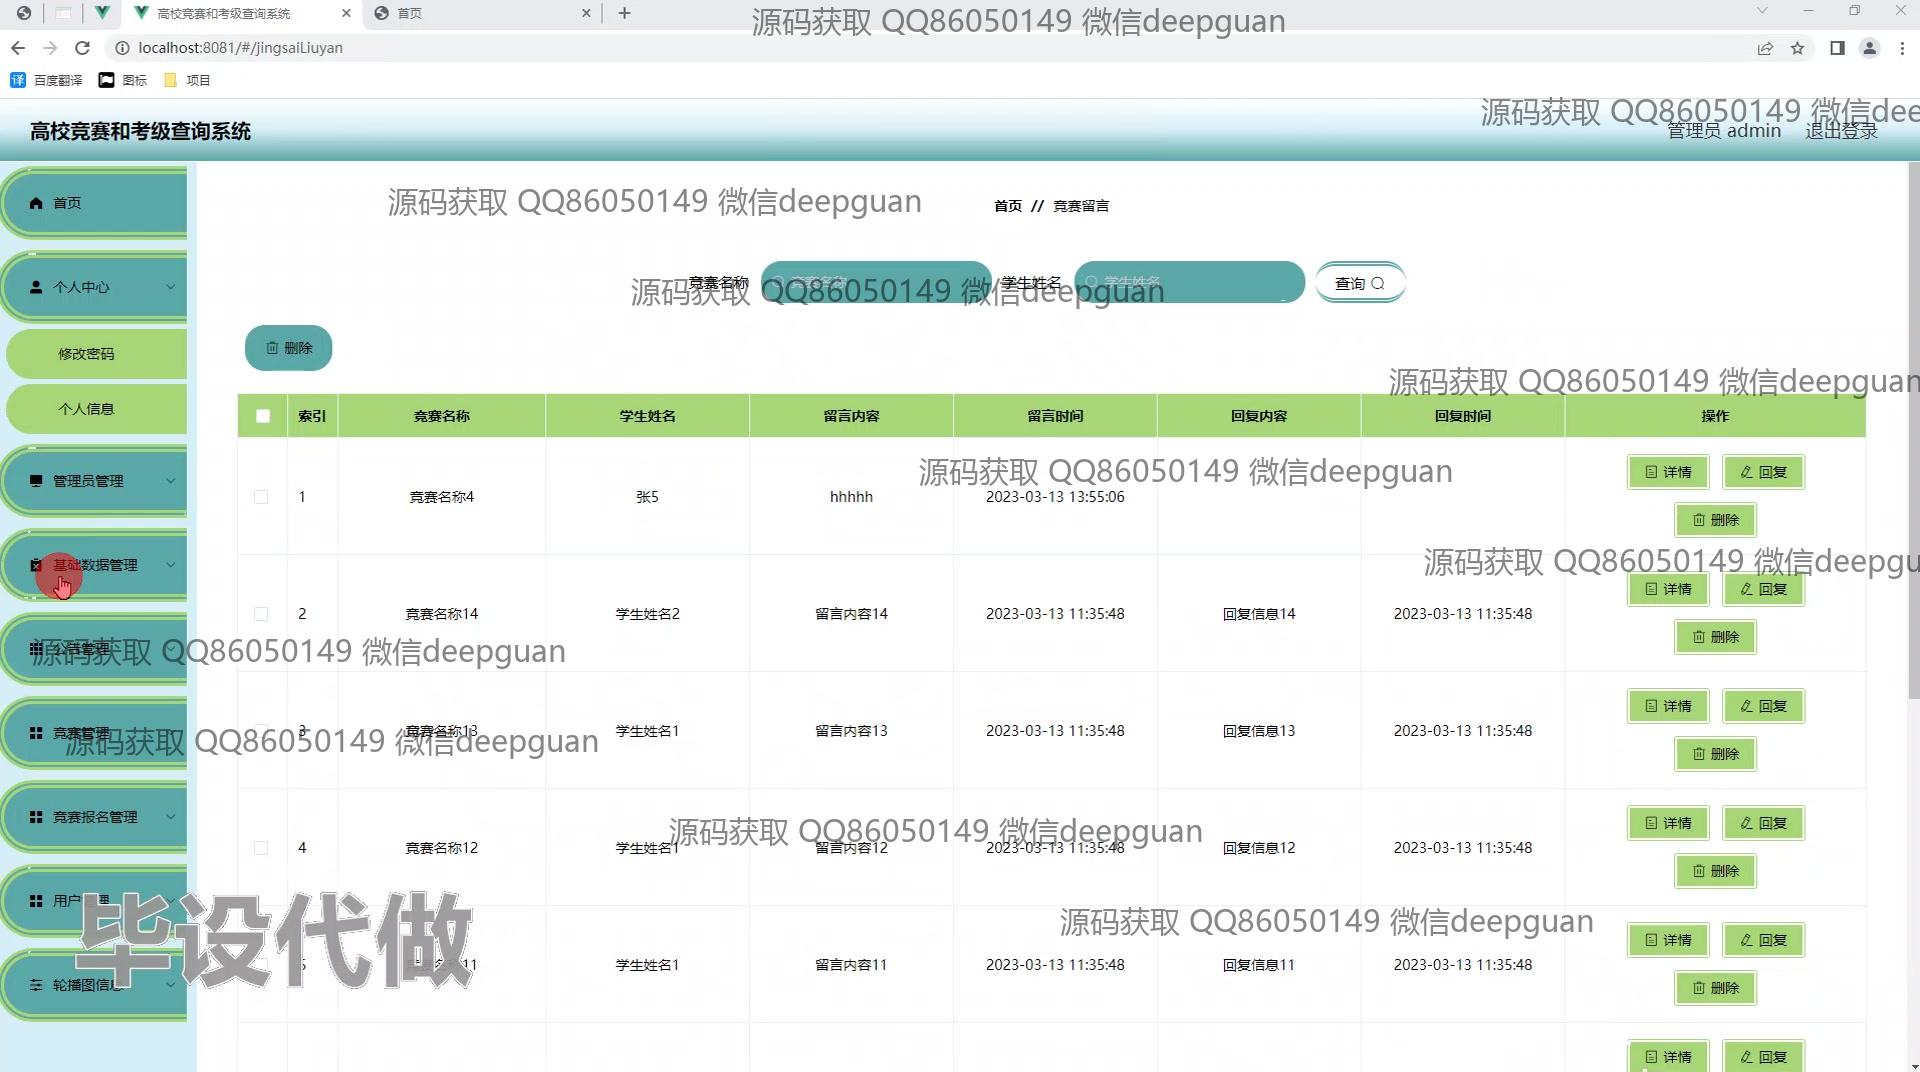 高校竞赛和考级查询系统
首页
源码获取 QQ86050149 微信deepguan
localhost:8081/#/jingsaiLiuyan
百度翻译 图标 项目
源码获取 QQ86050149 微信dee
高校竞赛和考级查询系统
管理员 admin 退出登录
首页
个人中心
修改密码
个人信息
管理员管理
基础数据管理
公告管理
竞赛管理
竞赛报名管理
用户管理
轮播图信息
源码获取 QQ86050149 微信deepguan
首页 // 竞赛留言
竞赛名称 竞赛名称 学生姓名 学生姓名 查询
源码获取 QQ86050149 微信deepguan
删除
源码获取 QQ86050149 微信deepguan
索引 竞赛名称 学生姓名 留言内容 留言时间 回复内容 回复时间 操作
源码获取 QQ86050149 微信deepguan
1 竞赛名称4 张5 hhhhh 2023-03-13 13:55:06 详情 回复
删除
源码获取 QQ86050149 微信deepgu
2 竞赛名称14 学生姓名2 留言内容14 2023-03-13 11:35:48 回复信息14 2023-03-13 11:35:48 详情 回复
删除
源码获取 QQ86050149 微信deepguan
3 竞赛名称13 学生姓名1 留言内容13 2023-03-13 11:35:48 回复信息13 2023-03-13 11:35:48 详情 回复
删除
源码获取 QQ86050149 微信deepguan
源码获取 QQ86050149 微信deepguan
4 竞赛名称12 学生姓名1 留言内容12 2023-03-13 11:35:48 回复信息12 2023-03-13 11:35:48 详情 回复
删除
毕设代做
源码获取 QQ86050149 微信deepguan
5 竞赛名称11 学生姓名1 留言内容11 2023-03-13 11:35:48 回复信息11 2023-03-13 11:35:48 详情 回复
删除
详情 回复